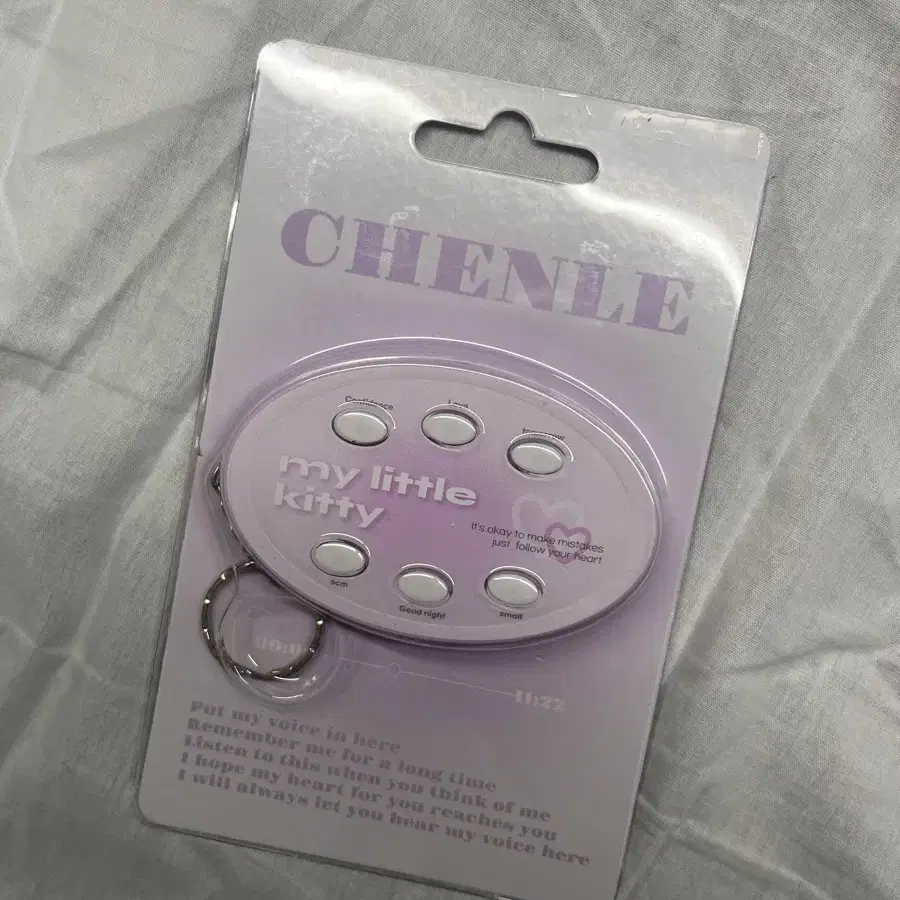 CHENLE
Confidence
Love
tomorrow
my little
kitty
It's okay to make mistakes
just follow your heart
6cm
Good night
small
11:22
Put my voice in here
Remember me for a long time
Listen to this when you think of me
I hope my heart for you reaches you
I will always let you hear my voice here